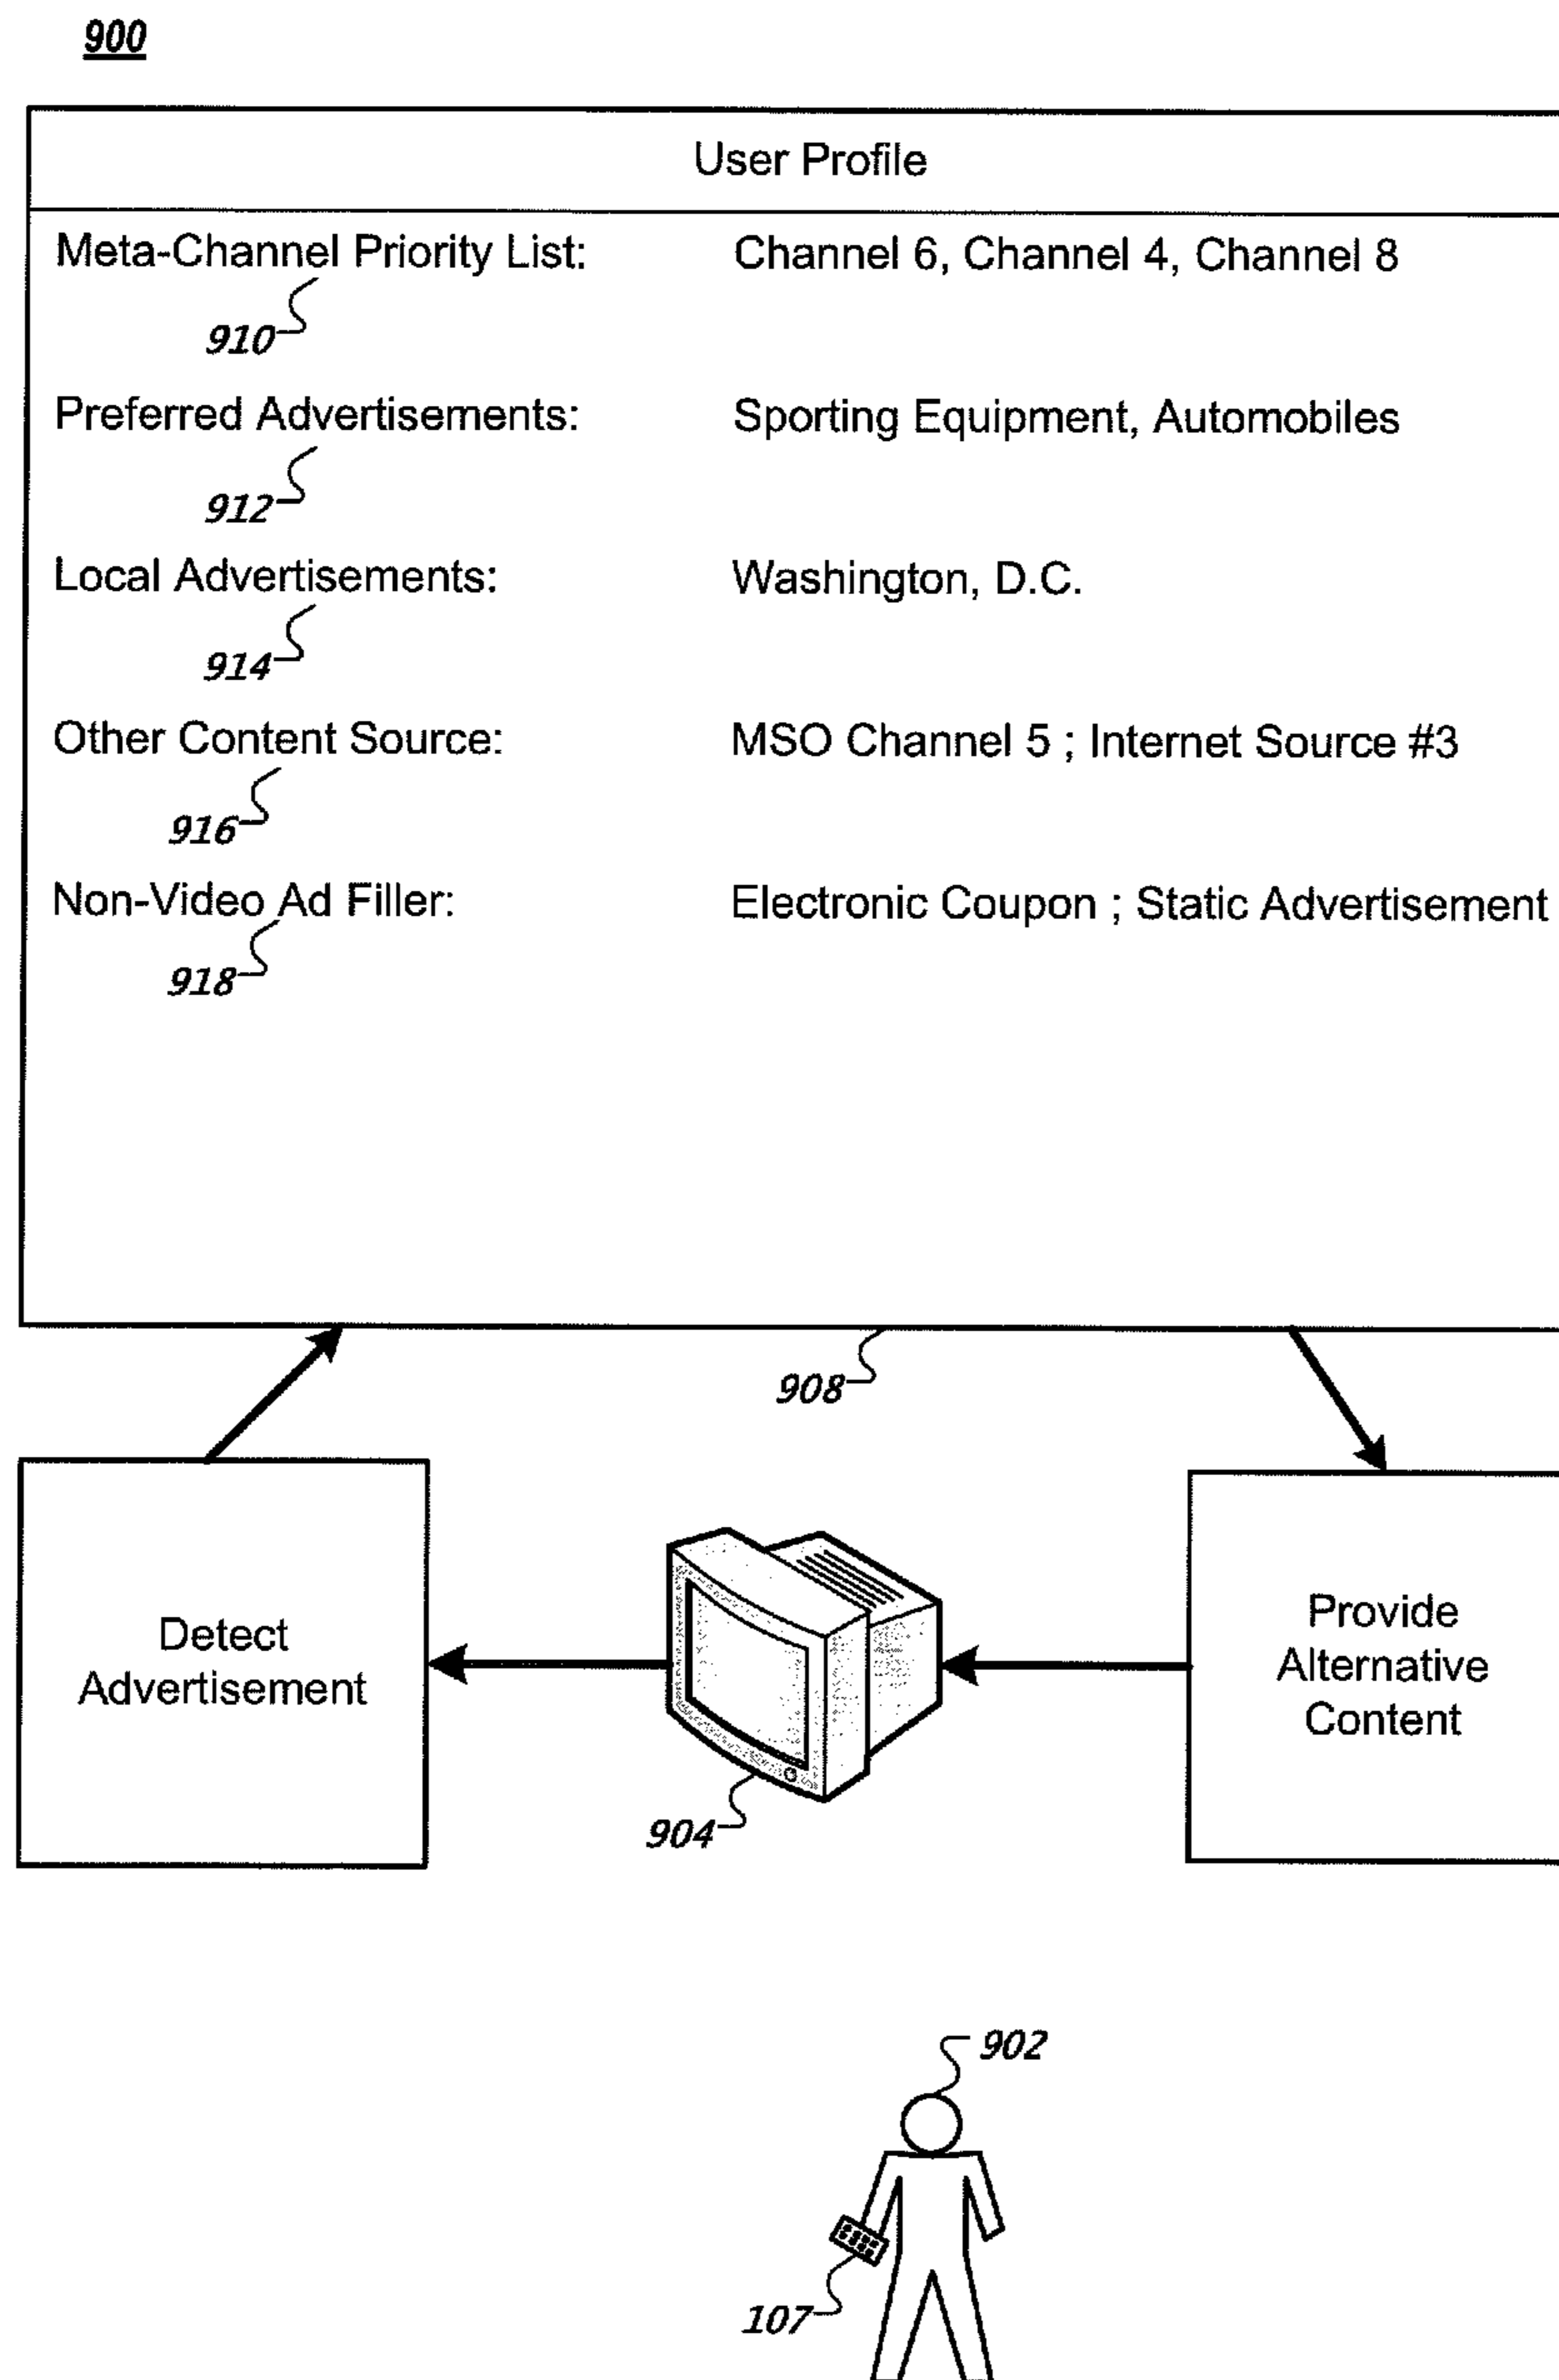 900
User Profile
Meta-Channel Priority List: Channel 6, Channel 4, Channel 8
910
Preferred Advertisements: Sporting Equipment, Automobiles
912
Local Advertisements: Washington, D.C.
914
Other Content Source: MSO Channel 5 ; Internet Source #3
916
Non-Video Ad Filler: Electronic Coupon ; Static Advertisement
918
908
Detect
Advertisement
Provide
Alternative
Content
904
902
107